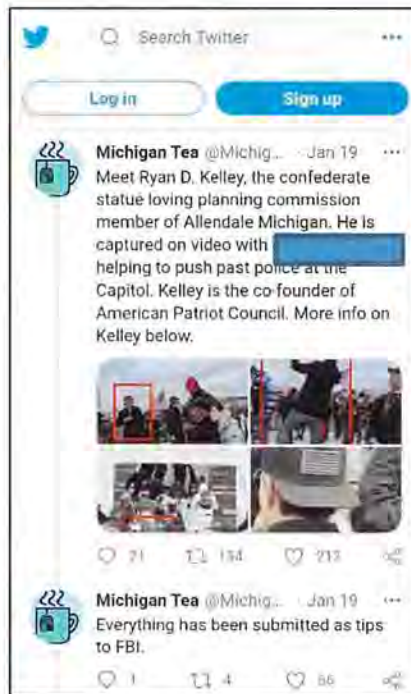 Search Twitter
Log in
Sign up
Michigan Tea @Michig... · Jan 19
Meet Ryan D. Kelley, the confederate
statue loving planning commission
member of Allendale Michigan. He is
captured on video with
helping to push past police at the
Capitol. Kelley is the co-founder of
American Patriot Council. More info on
Kelley below.
21 134 213
Michigan Tea @Michig... · Jan 19
Everything has been submitted as tips
to FBI.
1 4 66